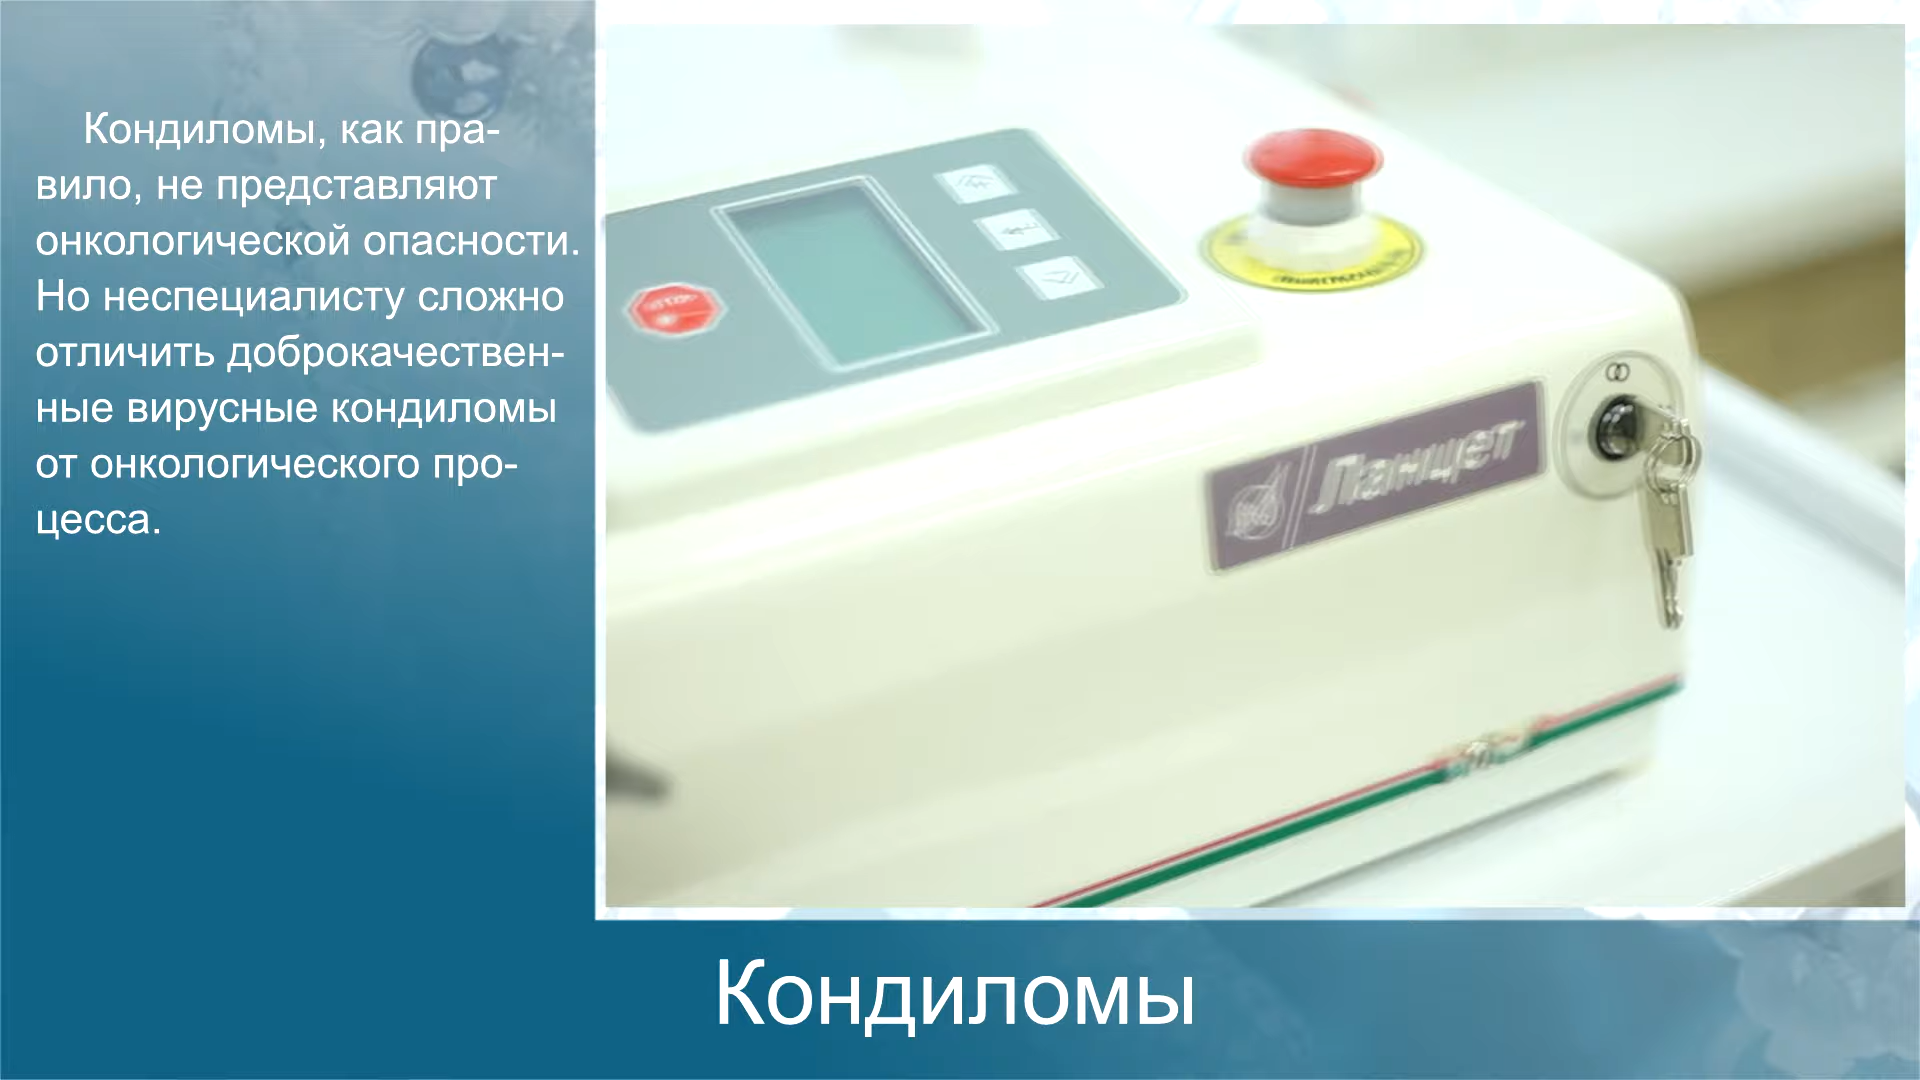 Кондиломы, как пра-
вило, не представляют
онкологической опасности.
Но неспециалисту сложно
отличить доброкачествен-
ные вирусные кондиломы
от онкологического про-
цесса.
STOP
Ланцет
Кондиломы